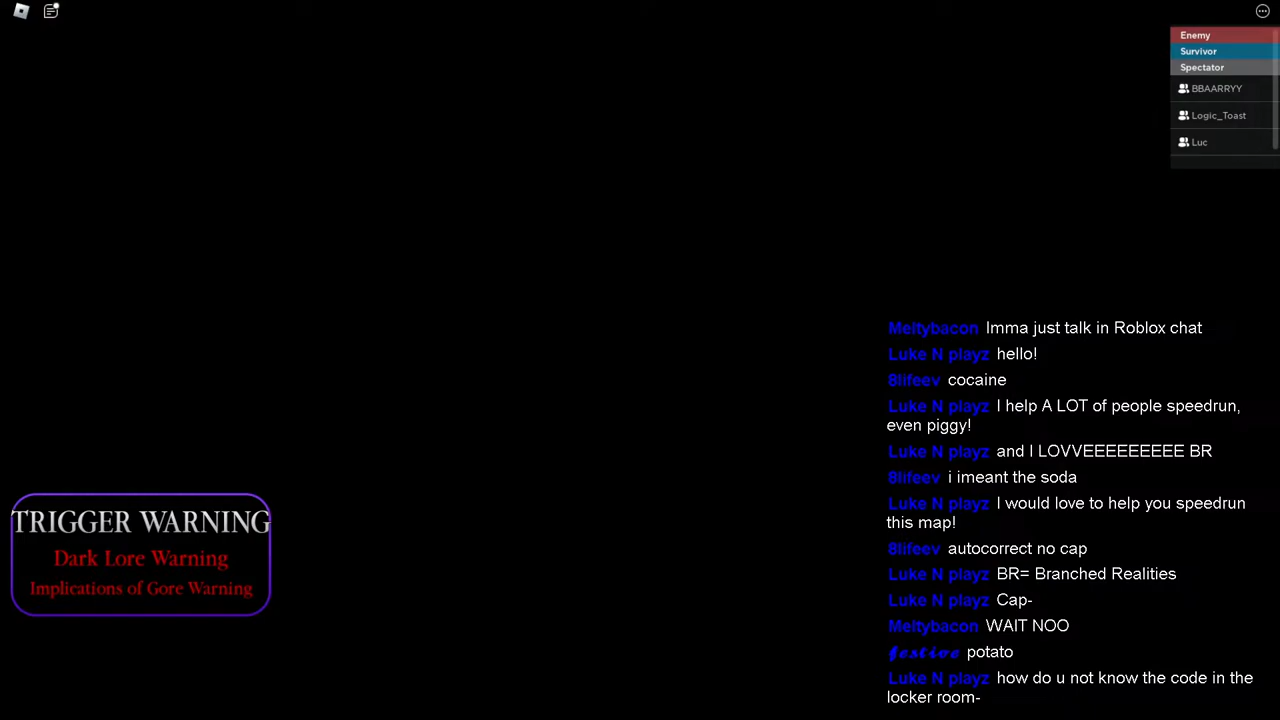 Enemy
Survivor
Spectator
BBAARRYY
Logic_Toast
Luc
Meltybacon Imma just talk in Roblox chat
Luke N playz hello!
8lifeev cocaine
Luke N playz I help A LOT of people speedrun,
even piggy!
Luke N playz and I LOVVEEEEEEEEE BR
8lifeev i imeant the soda
Luke N playz I would love to help you speedrun
this map!
8lifeev autocorrect no cap
Luke N playz BR= Branched Realities
Luke N playz Cap-
Meltybacon WAIT NOO
festive potato
Luke N playz how do u not know the code in the
locker room-
TRIGGER WARNING
Dark Lore Warning
Implications of Gore Warning